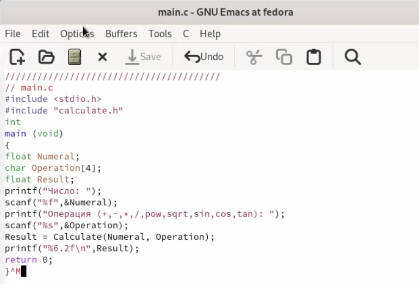 main.c - GNU Emacs at fedora
File Edit Options Buffers Tools C Help
Save Undo
////////////////////////////////////////
// main.c
#include <stdio.h>
#include "calculate.h"
int
main (void)
{
float Numeral;
char Operation[4];
float Result;
printf("Число: ");
scanf("%f",&Numeral);
printf("Операция (+,-,*,/,pow,sqrt,sin,cos,tan): ");
scanf("%s",&Operation);
Result = Calculate(Numeral, Operation);
printf("%6.2f\n",Result);
return 0;
}^M